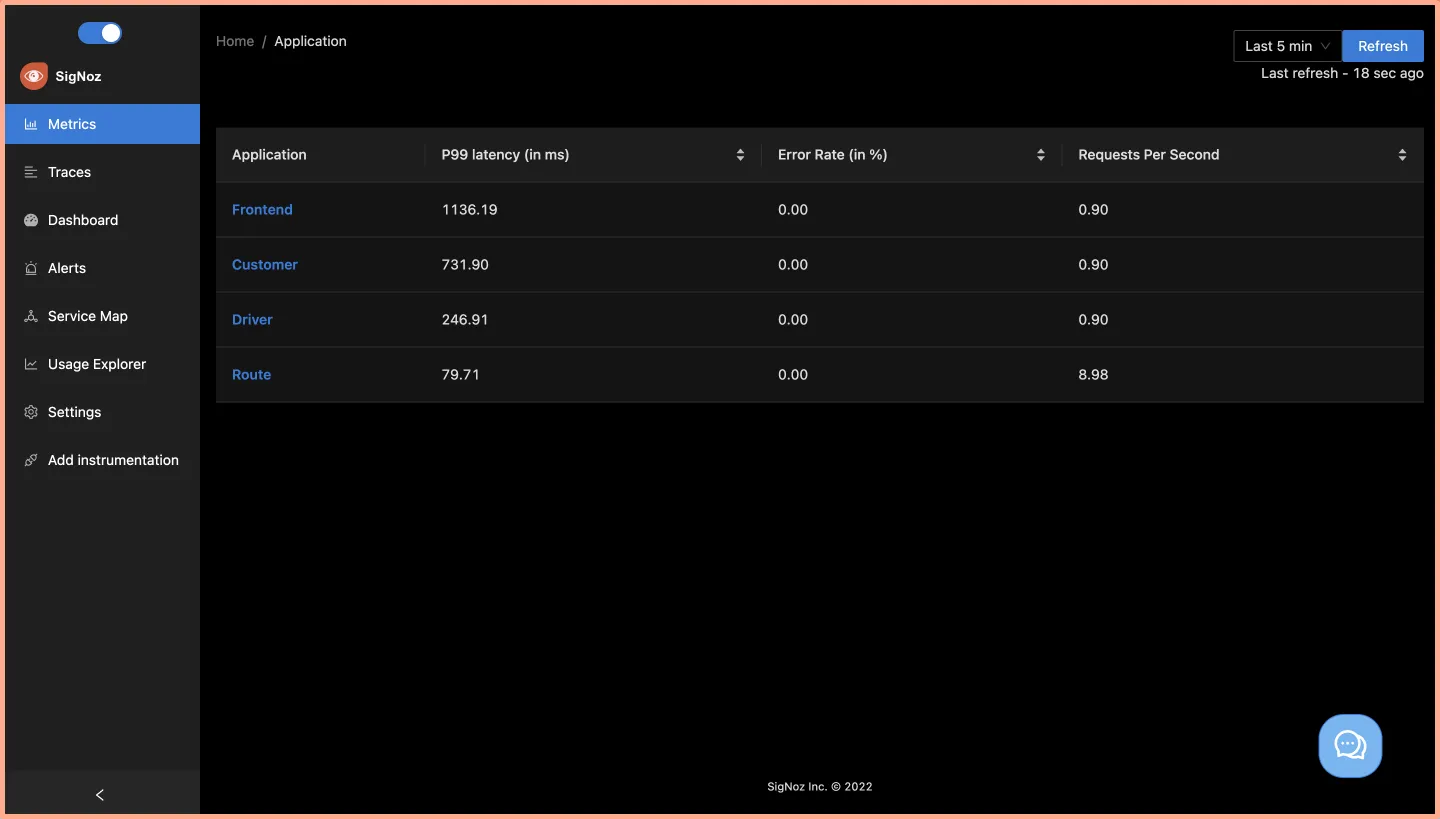 SigNoz
Metrics
Traces
Dashboard
Alerts
Service Map
Usage Explorer
Settings
Add instrumentation
Home / Application
Last 5 min Refresh
Last refresh - 18 sec ago
Application P99 latency (in ms) Error Rate (in %) Requests Per Second
Frontend 1136.19 0.00 0.90
Customer 731.90 0.00 0.90
Driver 246.91 0.00 0.90
Route 79.71 0.00 8.98
SigNoz Inc. © 2022